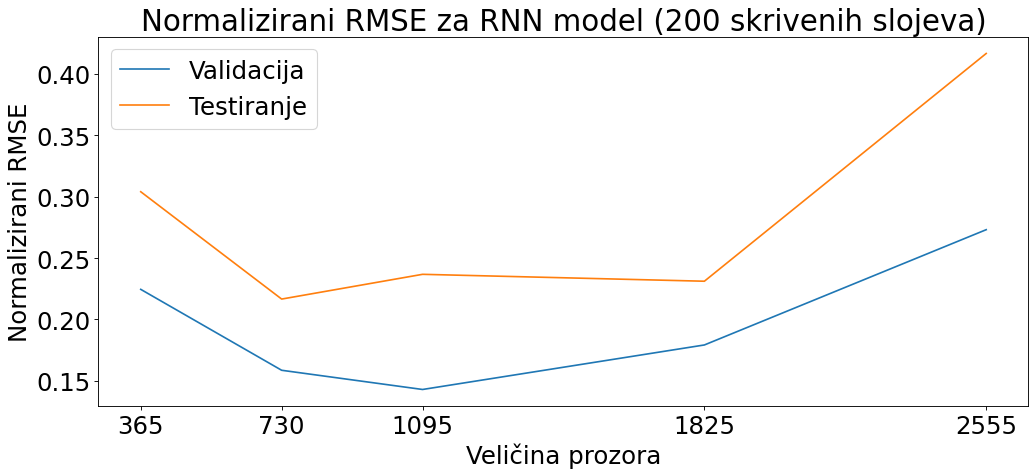 Normalizirani RMSE za RNN model (200 skrivenih slojeva)
Validacija
Testiranje
Normalizirani RMSE
0.40
0.35
0.30
0.25
0.20
0.15
365 730 1095 1825 2555
Veličina prozora